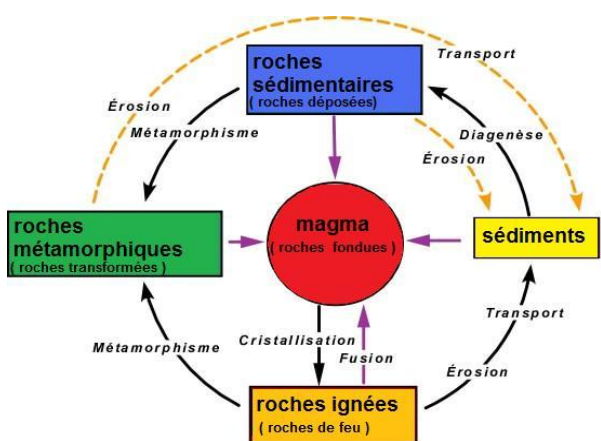 roches
sédimentaires
( roches déposées)
Transport
Érosion
Métamorphisme
Diagenèse
Érosion
roches
métamorphiques
( roches transformées )
magma
( roches fondues )
sédiments
Métamorphisme
Cristallisation
Fusion
Transport
Érosion
roches ignées
( roches de feu )